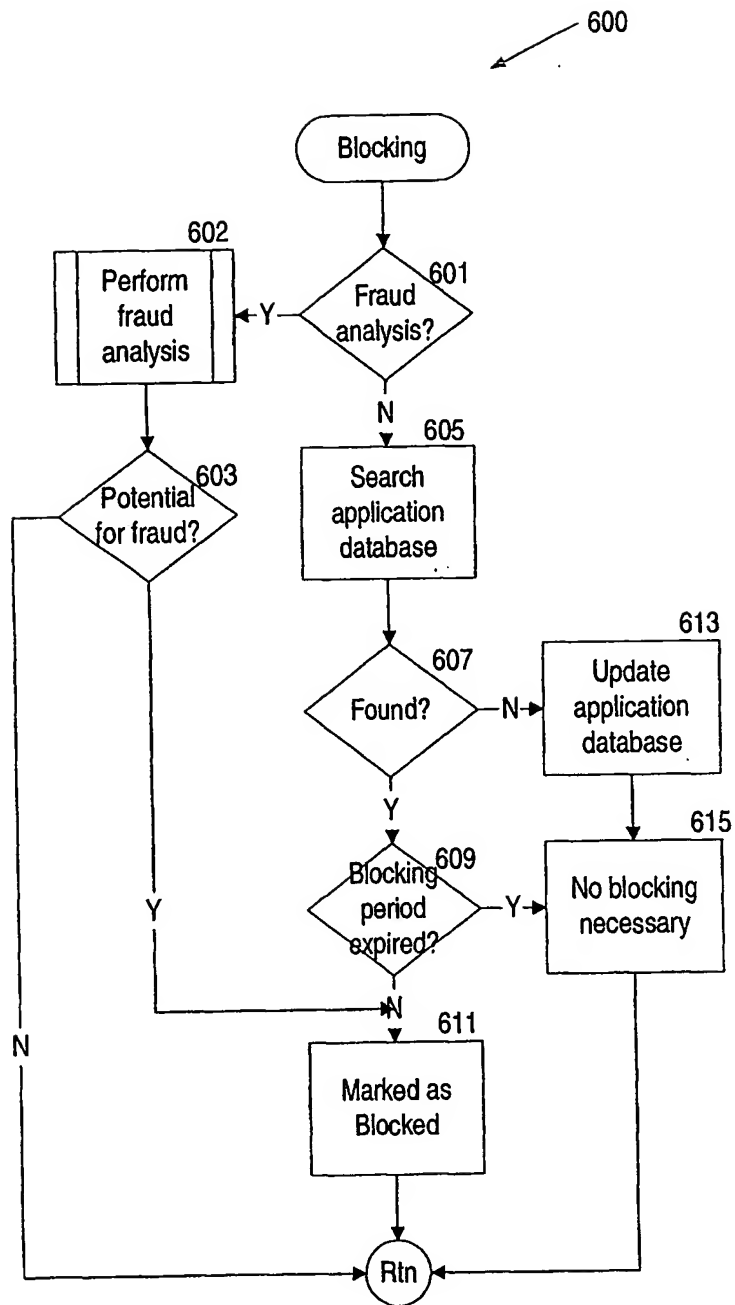 600
Blocking
602
Perform
fraud
analysis
Y
601
Fraud
analysis?
N
603
Potential
for fraud?
605
Search
application
database
607
Found?
N
613
Update
application
database
Y
609
Blocking
period
expired?
Y
615
No blocking
necessary
Y
N
N
611
Marked as
Blocked
Rtn